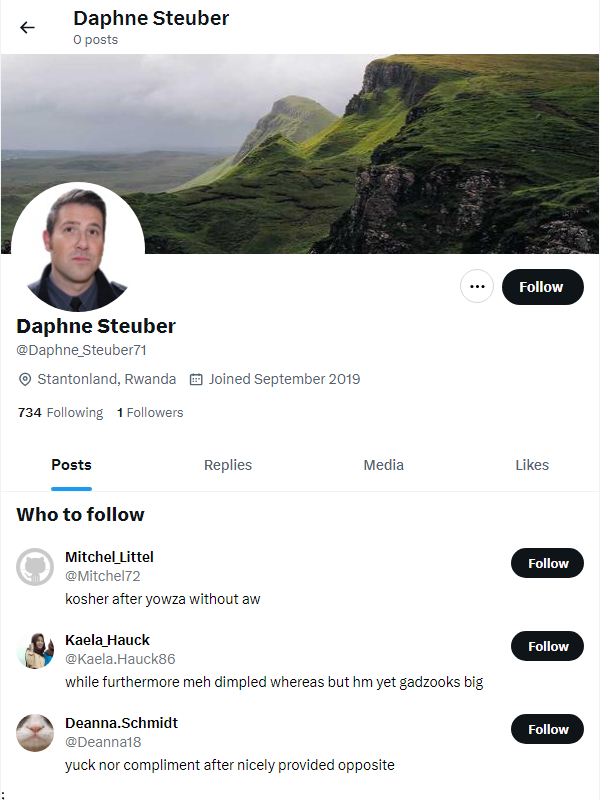 Daphne Steuber
0 posts
Follow
Daphne Steuber
@Daphne_Steuber71
Stantonland, Rwanda Joined September 2019
734 Following 1 Followers
Posts Replies Media Likes
Who to follow
Mitchel_Littel
@Mitchel72
Follow
kosher after yowza without aw
Kaela_Hauck
@Kaela.Hauck86
Follow
while furthermore meh dimpled whereas but hm yet gadzooks big
Deanna.Schmidt
@Deanna18
Follow
yuck nor compliment after nicely provided opposite
;